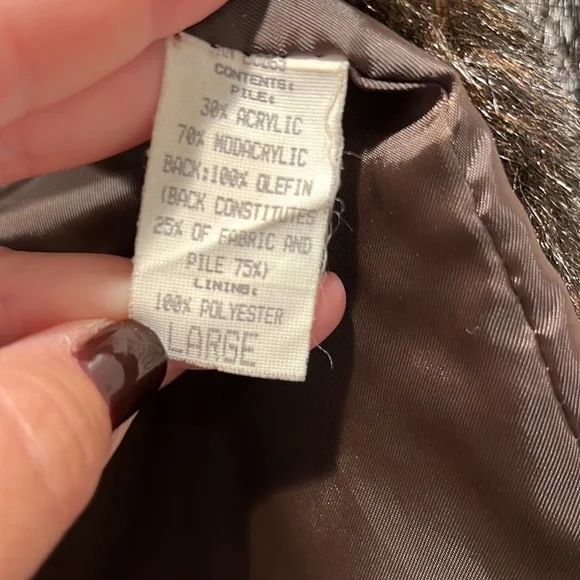 CONTENTS:
PILE:
30% ACRYLIC
70% MODACRYLIC
BACK:100% OLEFIN
(BACK CONSTITUTES
25% OF FABRIC AND
PILE 75%)
LINING:
100% POLYESTER
LARGE